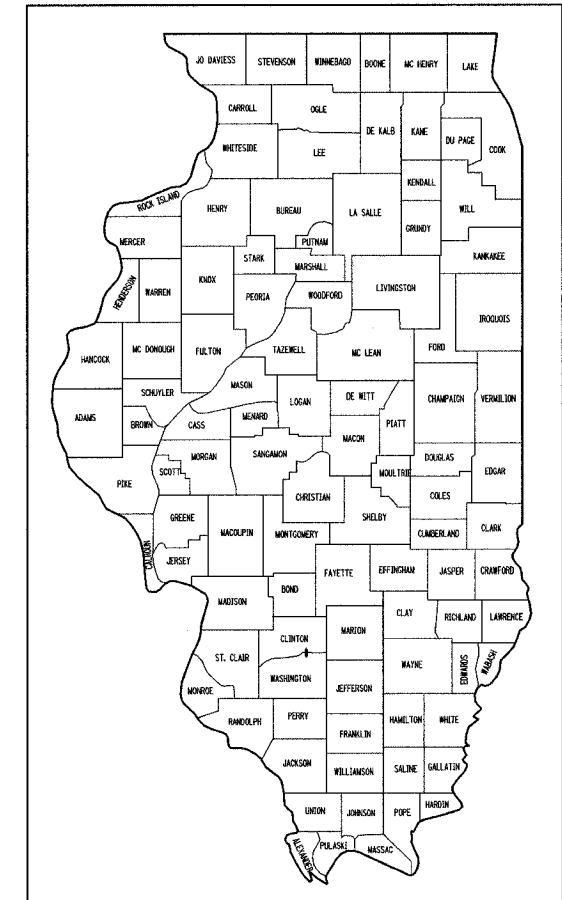 JO DAVIESS
STEVENSON
WINNEBAGO
BOONE
MC HENRY
LAKE
CARROLL
OGLE
DE KALB
KANE
DU PAGE
COOK
WHITESIDE
LEE
ROCK ISLAND
HENRY
BUREAU
LA SALLE
KENDALL
WILL
GRUNDY
MERCER
PUTNAM
KANKAKEE
STARK
MARSHALL
HENDERSON
WARREN
KNOX
PEORIA
WOODFORD
LIVINGSTON
IROQUOIS
HANCOCK
MC DONOUGH
FULTON
TAZEWELL
MC LEAN
FORD
SCHUYLER
MASON
LOGAN
DE WITT
CHAMPAIGN
VERMILION
ADAMS
BROWN
CASS
MENARD
MACON
PIATT
MORGAN
SANGAMON
DOUGLAS
PIKE
SCOTT
CHRISTIAN
MOULTRIE
COLES
EDGAR
GREENE
MACOUPIN
MONTGOMERY
SHELBY
CUMBERLAND
CLARK
CALHOUN
JERSEY
FAYETTE
EFFINGHAM
JASPER
CRAWFORD
MADISON
BOND
CLAY
RICHLAND
LAWRENCE
CLINTON
MARION
ST. CLAIR
WAYNE
EDWARDS
WABASH
MONROE
WASHINGTON
JEFFERSON
RANDOLPH
PERRY
HAMILTON
WHITE
FRANKLIN
JACKSON
WILLIAMSON
SALINE
GALLATIN
UNION
JOHNSON
POPE
HARDIN
ALEXANDER
PULASKI
MASSAC